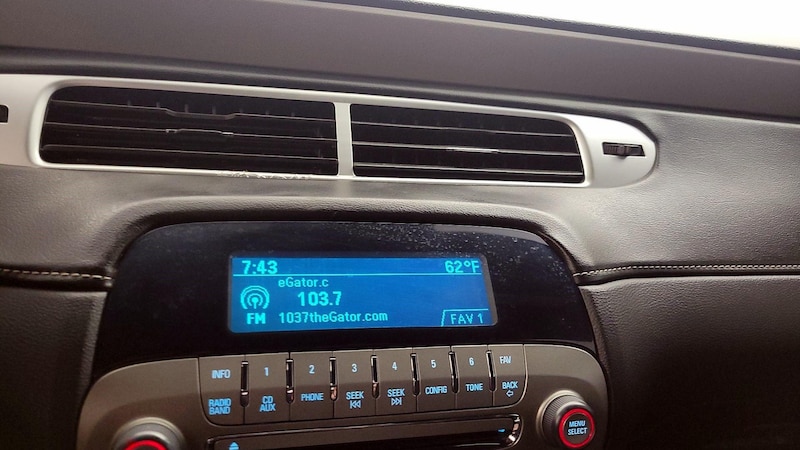 7:43 62°F
eGator.c
103.7
FM 1037theGator.com FAV 1
INFO 1 2 3 4 5 6 FAV
RADIO BAND CD AUX PHONE SEEK SEEK CONFIG TONE BACK
MENU SELECT